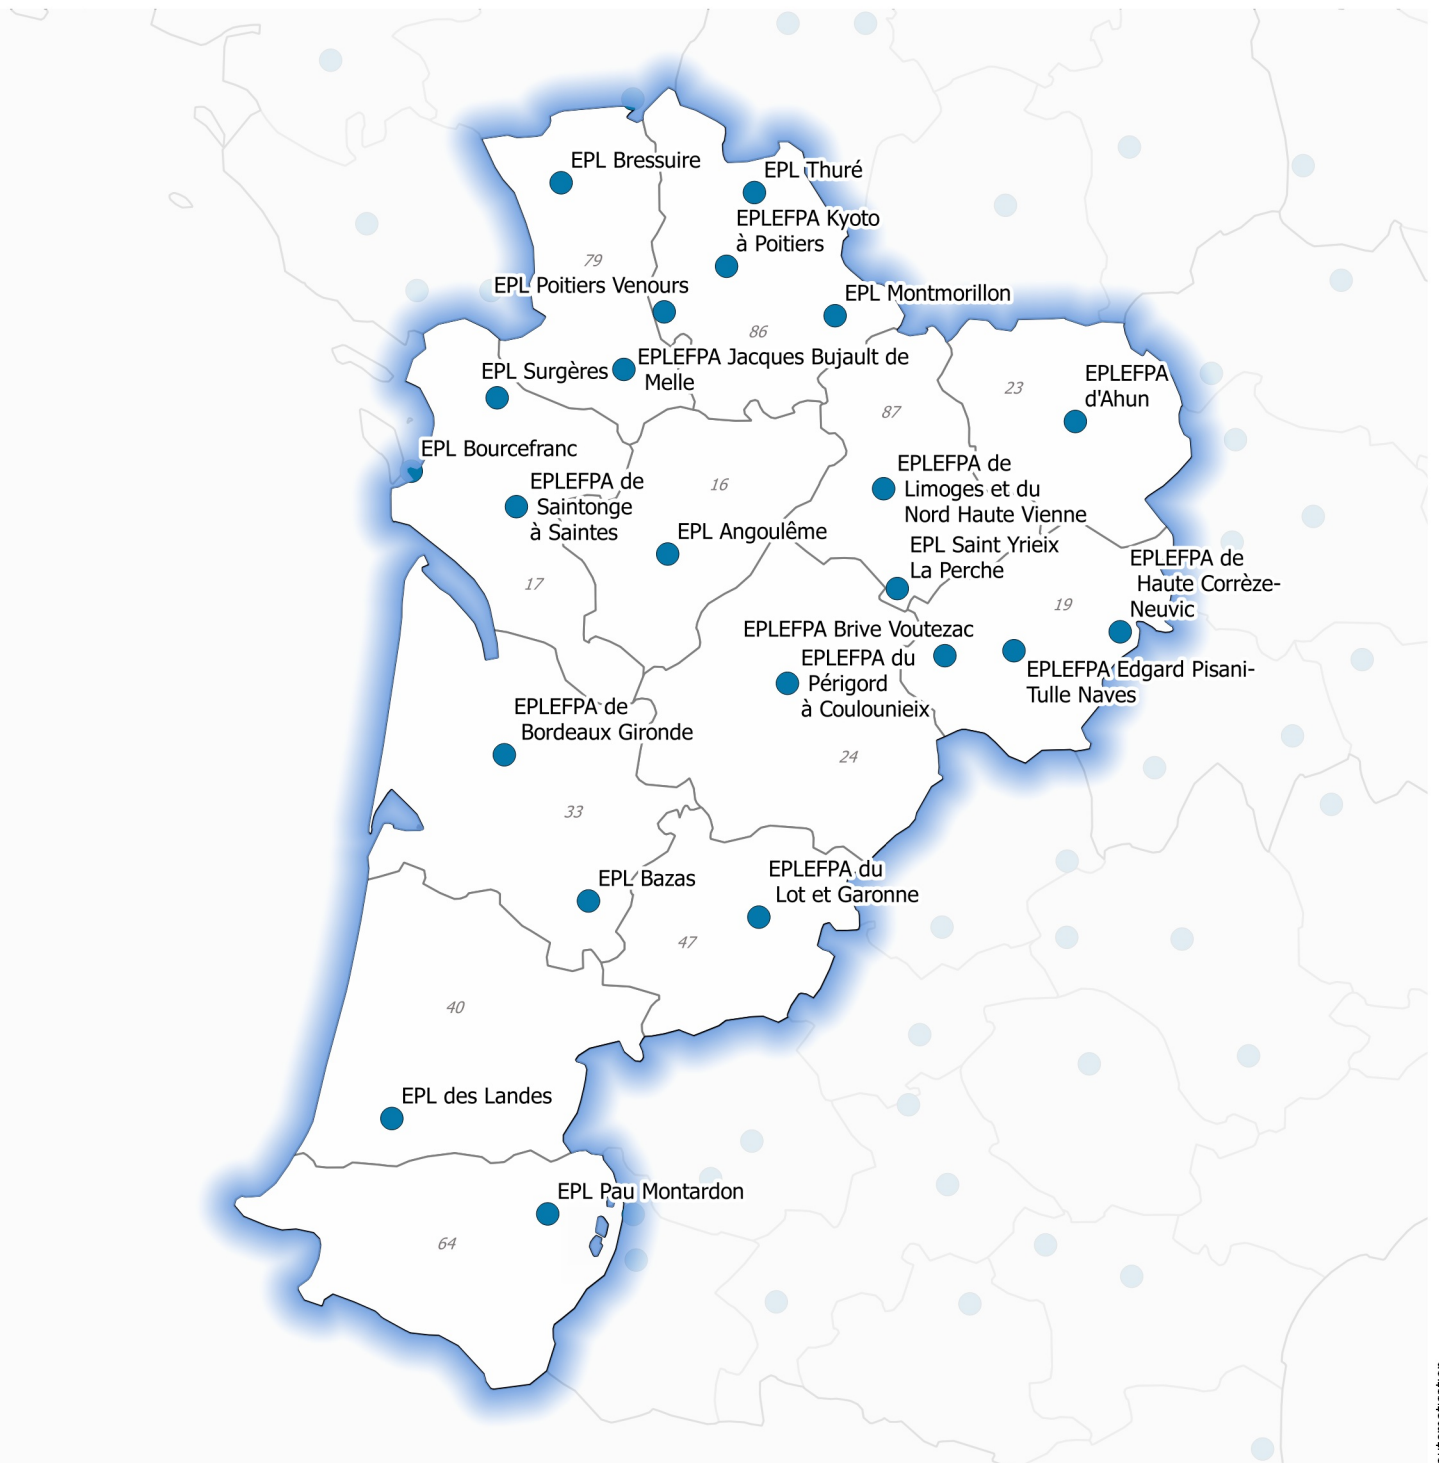 EPL Bressuire
EPL Thuré
EPLEFPA Kyoto
à Poitiers
79
EPL Poitiers Venours
EPL Montmorillon
86
EPLEFPA Jacques Bujault de
Melle
EPL Surgères
EPLEFPA
d'Ahun
23
87
EPL Bourcefranc
EPLEFPA de
Limoges et du
Nord Haute Vienne
EPLEFPA de
Saintonge
à Saintes
16
EPL Angoulême
EPL Saint Yrieix
La Perche
EPLEFPA de
Haute Corrèze-
Neuvic
17
19
EPLEFPA Brive Voutezac
EPLEFPA du
Périgord
à Coulounieix
EPLEFPA Edgard Pisani-
Tulle Naves
EPLEFPA de
Bordeaux Gironde
24
33
EPL Bazas
EPLEFPA du
Lot et Garonne
47
40
EPL des Landes
EPL Pau Montardon
64